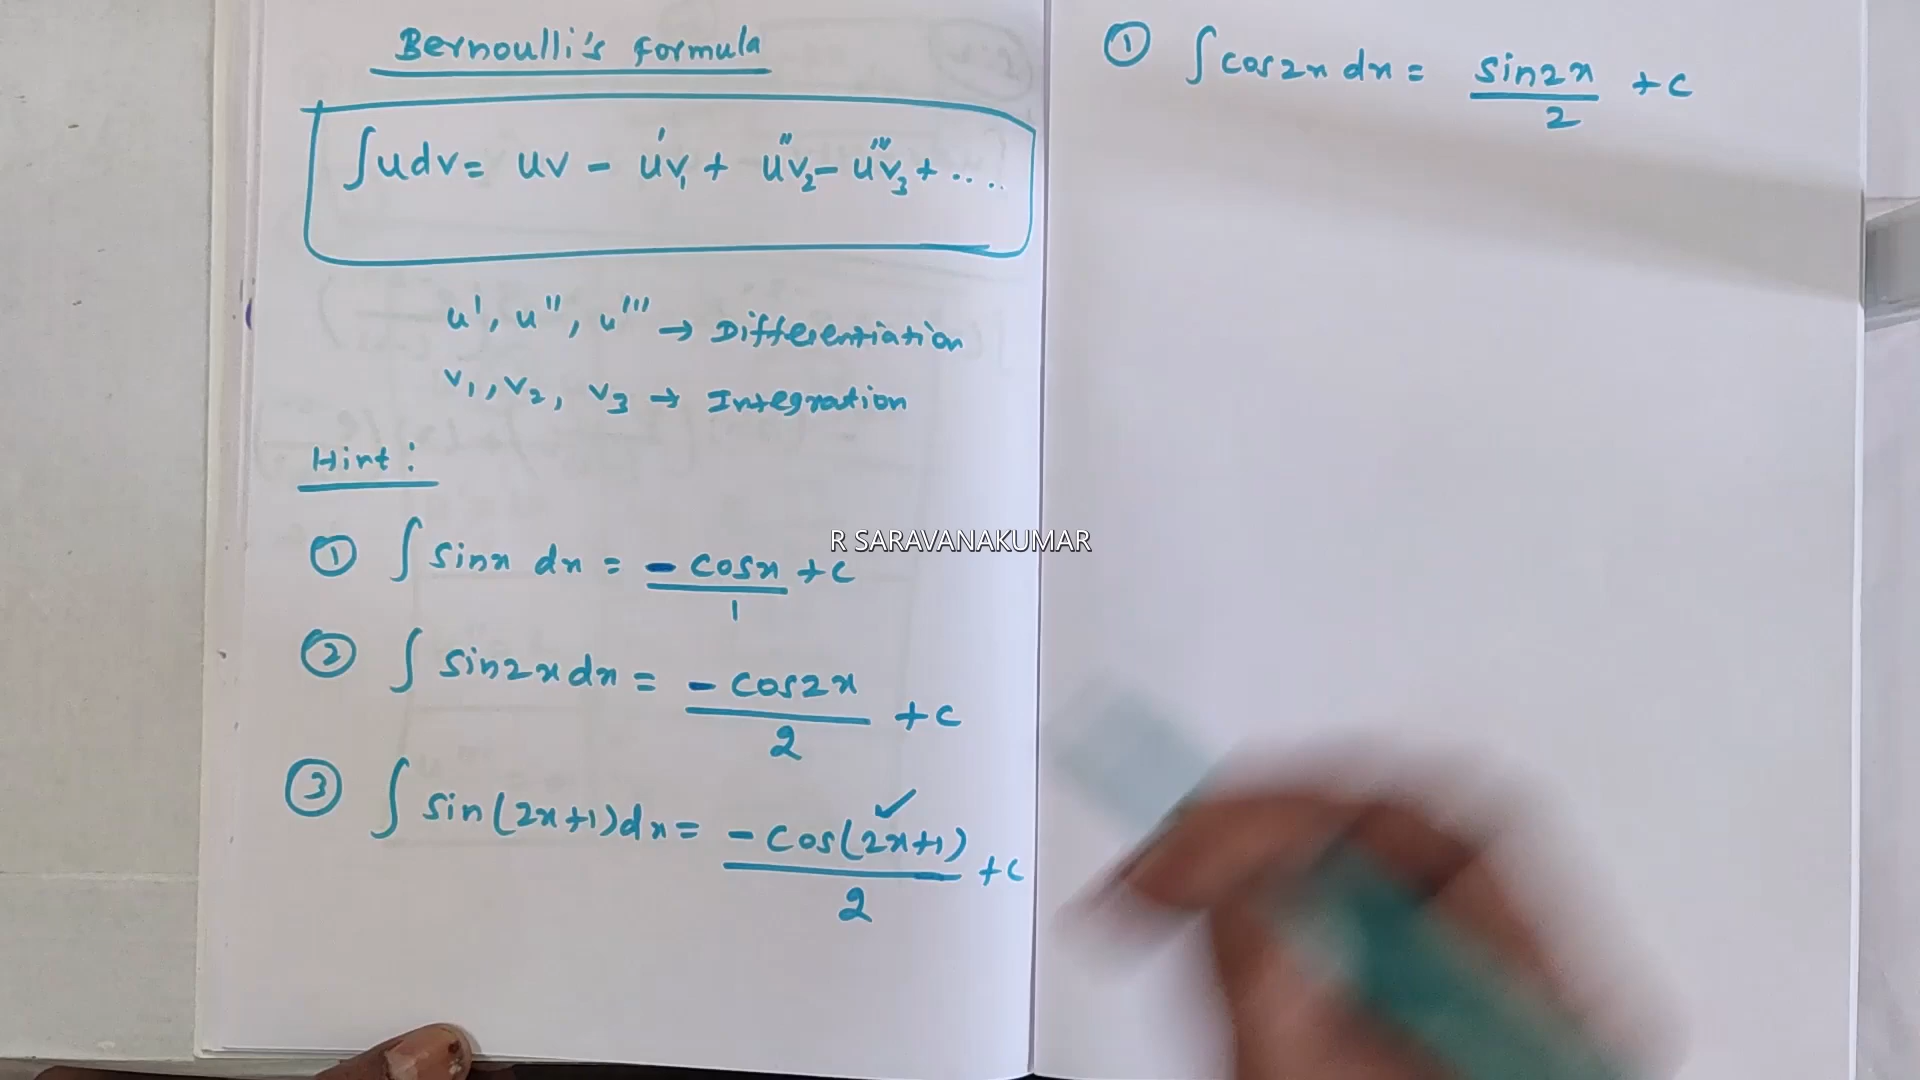 Bernoulli's Formula
∫udv = uv - u'v₁ + u''v₂ - u'''v₃ + ....
u', u'', u''' → Differentiation
v₁, v₂, v₃ → Integration
Hint:
① ∫ sinx dx = - cosx / 1 + c
② ∫ sin2x dx = - cos2x / 2 + c
③ ∫ sin(2x+1)dx = - cos(2x+1) / 2 + c
① ∫ cos2x dx = sin2x / 2 + c
R SARAVANAKUMAR